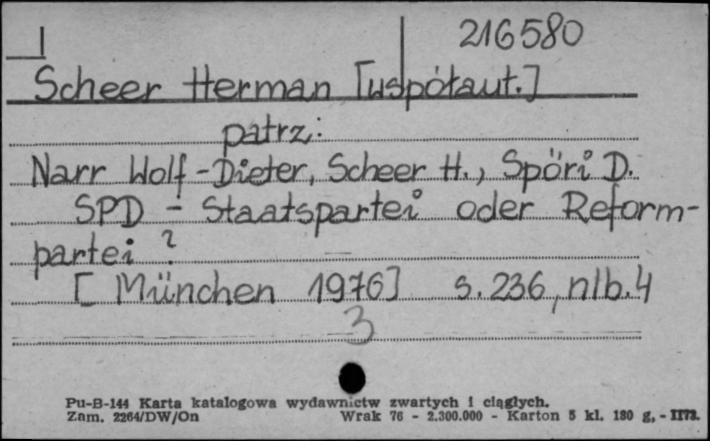 216580
Scheer Herman [współaut.]
patrz:
Narr Wolf-Dieter, Scheer H., Spöri D.
SPD - Staatspartei oder Reform-
partei ?
[München 1976] s. 236, nlb. 4
3
Pu-B-144 Karta katalogowa wydawnictw zwartych i ciągłych.
Zam. 2264/DW/On Wrak 76 - 2.300.000 - Karton 5 kl. 180 g, - II73.